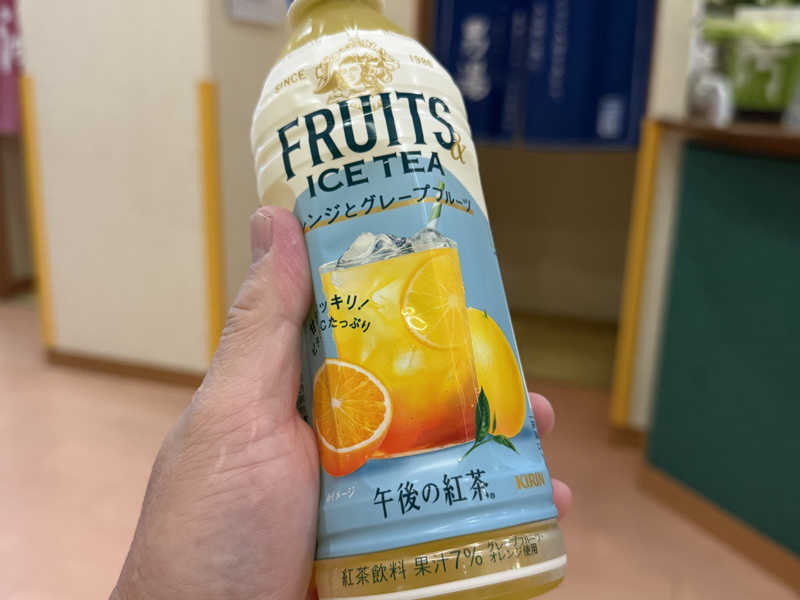 SINCE 1986
FRUITS
&
ICE TEA
レンジとグレープフルーツ
ッキリ!
Cたっぷり
イメージ
午後の紅茶®
KIRIN
紅茶飲料 果汁7%
グレープフルーツ・
オレンジ使用